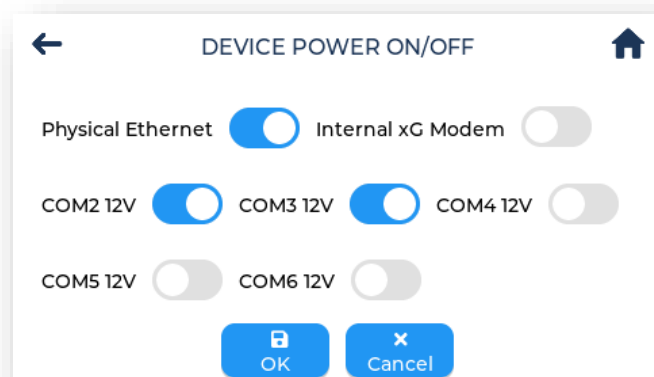 DEVICE POWER ON/OFF
Physical Ethernet Internal xG Modem
COM2 12V COM3 12V COM4 12V
COM5 12V COM6 12V
OK Cancel